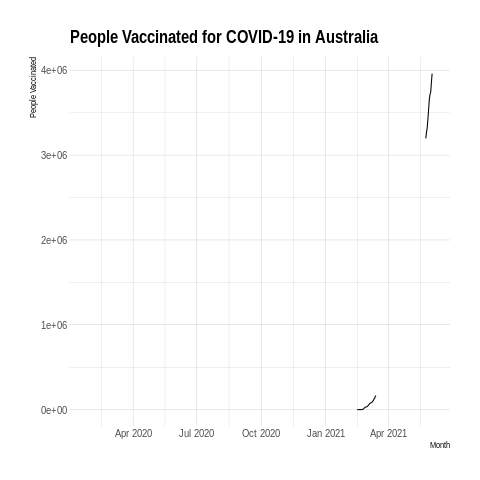 People Vaccinated for COVID-19 in Australia
People Vaccinated
4e+06
3e+06
2e+06
1e+06
0e+00
Apr 2020
Jul 2020
Oct 2020
Jan 2021
Apr 2021
Month